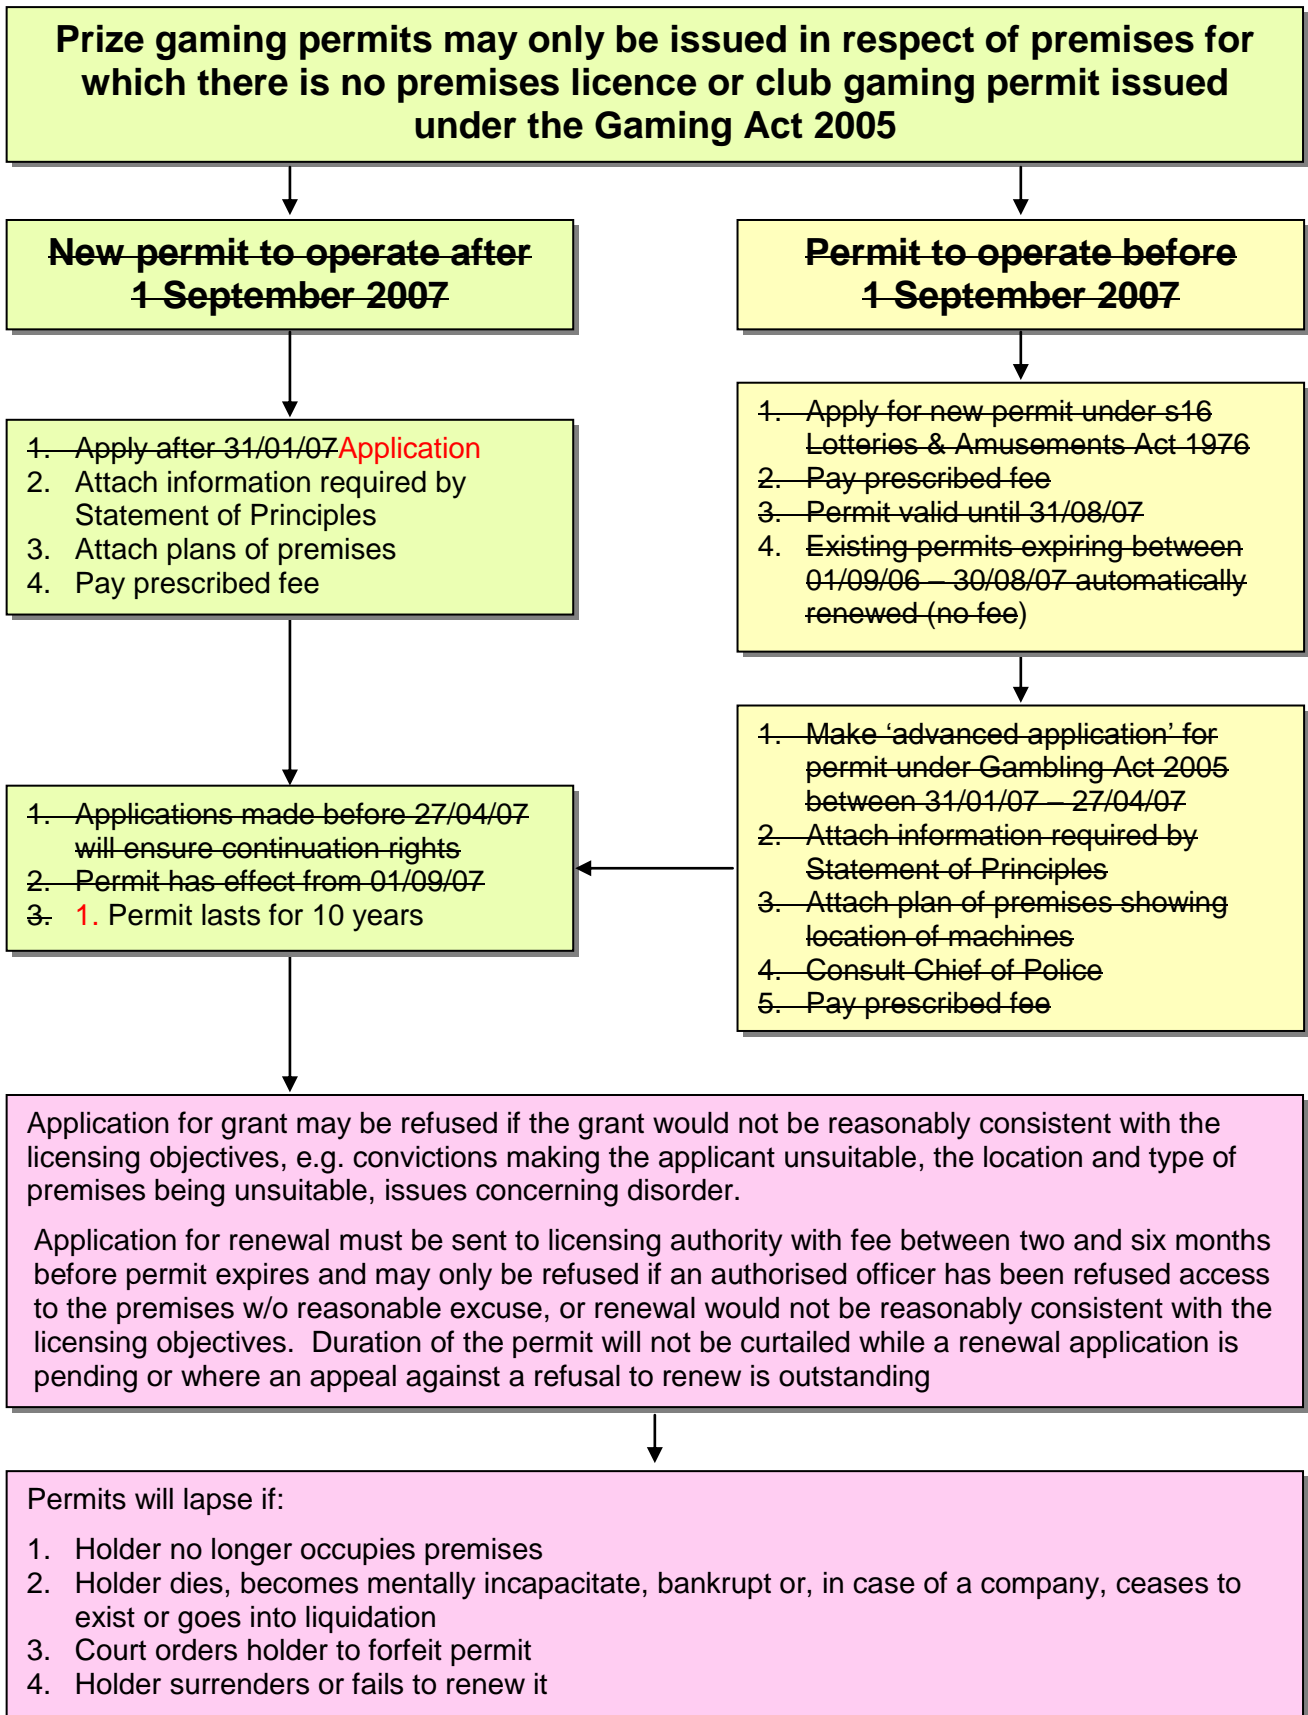 Prize gaming permits may only be issued in respect of premises for
which there is no premises licence or club gaming permit issued
under the Gaming Act 2005
New permit to operate after
1 September 2007
1. Apply after 31/01/07Application
2. Attach information required by
Statement of Principles
3. Attach plans of premises
4. Pay prescribed fee
1. Applications made before 27/04/07
will ensure continuation rights
2. Permit has effect from 01/09/07
3. 1. Permit lasts for 10 years
Permit to operate before
1 September 2007
1. Apply for new permit under s16
Lotteries & Amusements Act 1976
2. Pay prescribed fee
3. Permit valid until 31/08/07
4. Existing permits expiring between
01/09/06 – 30/08/07 automatically
renewed (no fee)
1. Make ‘advanced application’ for
permit under Gambling Act 2005
between 31/01/07 – 27/04/07
2. Attach information required by
Statement of Principles
3. Attach plan of premises showing
location of machines
4. Consult Chief of Police
5. Pay prescribed fee
Application for grant may be refused if the grant would not be reasonably consistent with the
licensing objectives, e.g. convictions making the applicant unsuitable, the location and type of
premises being unsuitable, issues concerning disorder.
Application for renewal must be sent to licensing authority with fee between two and six months
before permit expires and may only be refused if an authorised officer has been refused access
to the premises w/o reasonable excuse, or renewal would not be reasonably consistent with the
licensing objectives.  Duration of the permit will not be curtailed while a renewal application is
pending or where an appeal against a refusal to renew is outstanding
Permits will lapse if:
1. Holder no longer occupies premises
2. Holder dies, becomes mentally incapacitate, bankrupt or, in case of a company, ceases to
exist or goes into liquidation
3. Court orders holder to forfeit permit
4. Holder surrenders or fails to renew it